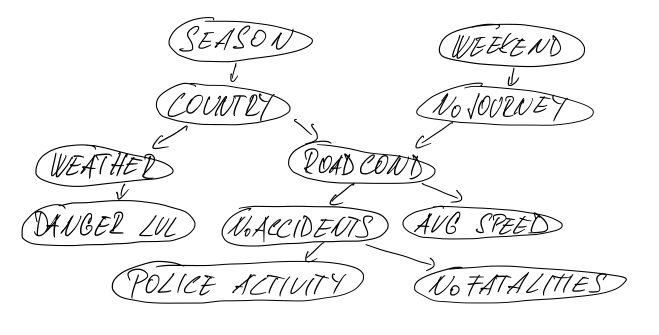 SEASON
WEEKEND
COUNTRY
No JOURNEY
WEATHER
ROAD COND
DANGER LVL
No ACCIDENTS
AVG SPEED
POLICE ACTIVITY
No FATALITIES